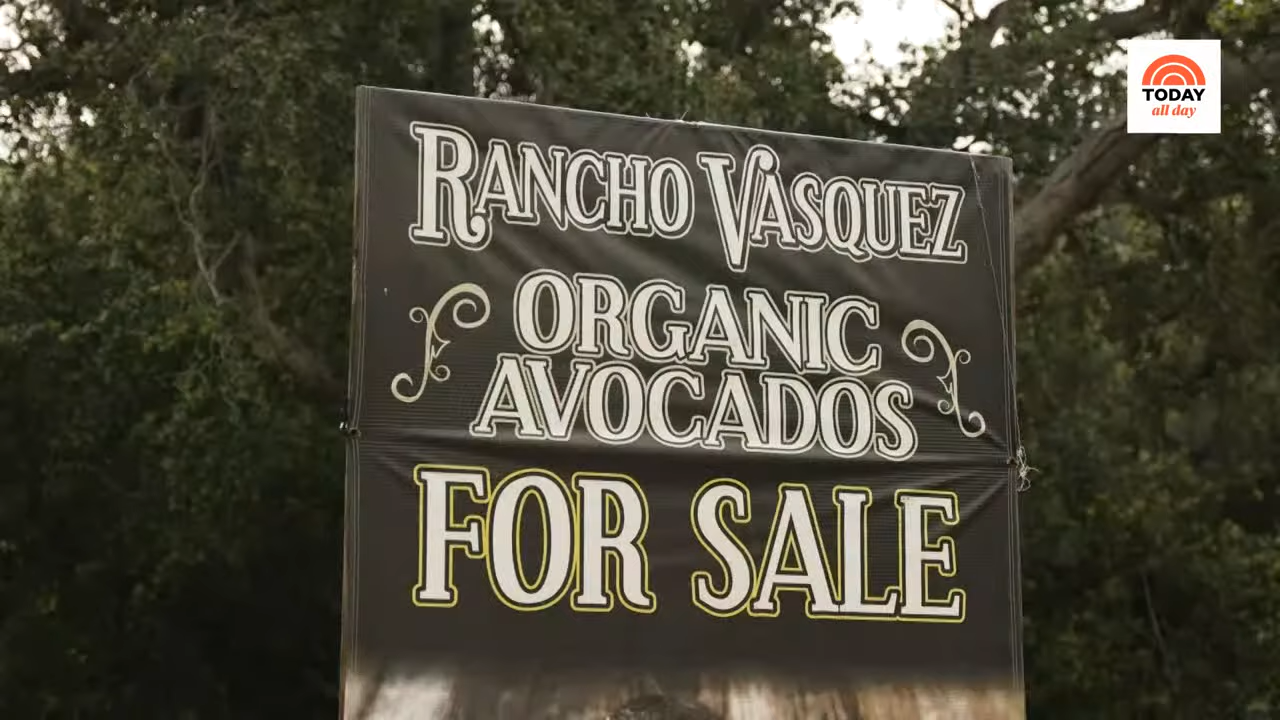 RANCHO VASQUEZ
ORGANIC
AVOCADOS
FOR SALE
TODAY
all day